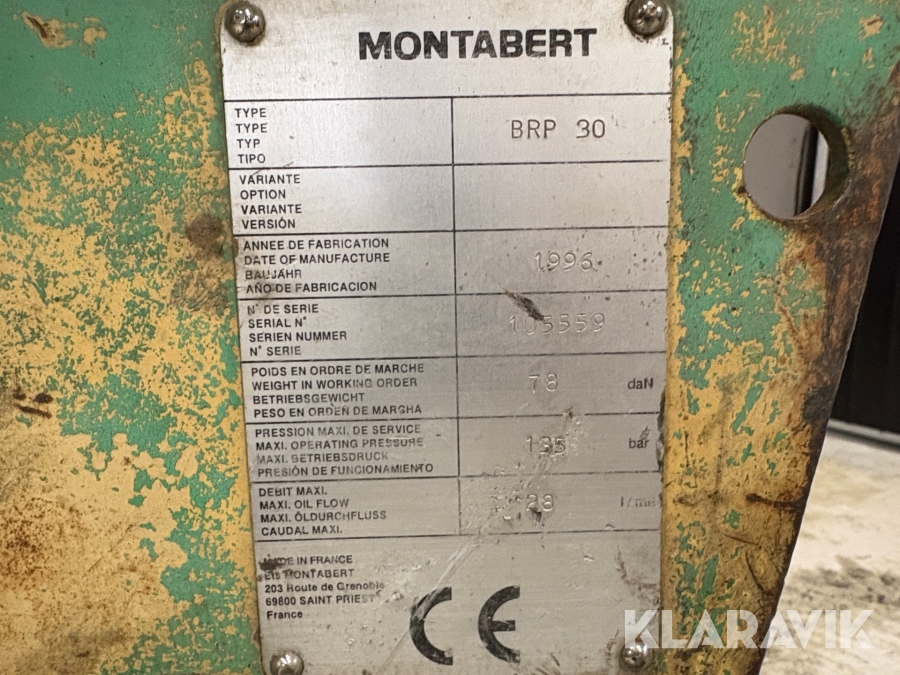 MONTABERT
TYPE
TYPE
TYP
TIPO
BRP 30
VARIANTE
OPTION
VARIANTE
VERSIÓN
ANNEE DE FABRICATION
DATE OF MANUFACTURE
BAUJAHR
AÑO DE FABRICACION
1996
N° DE SERIE
SERIAL N°
SERIEN NUMMER
N° SERIE
105559
POIDS EN ORDRE DE MARCHE
WEIGHT IN WORKING ORDER
BETRIEBSGEWICHT
PESO EN ORDEN DE MARCHA
78 daN
PRESSION MAXI. DE SERVICE
MAXI. OPERATING PRESSURE
MAXI. BETRIEBSDRUCK
PRESIÓN DE FUNCIONAMIENTO
135 bar
DEBIT MAXI.
MAXI. OIL FLOW
MAXI. ÖLDURCHFLUSS
CAUDAL MAXI.
28
MADE IN FRANCE
Ets MONTABERT
203 Route de Grenoble
69800 SAINT PRIEST
France
CE
KLARAVIK